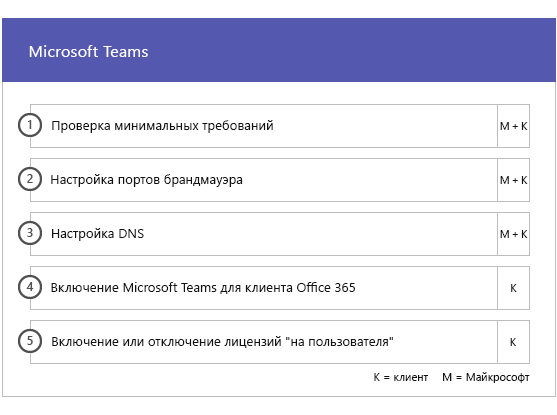 Microsoft Teams
1 Проверка минимальных требований М + К
2 Настройка портов брандмауэра М + К
3 Настройка DNS М + К
4 Включение Microsoft Teams для клиента Office 365 К
5 Включение или отключение лицензий "на пользователя" К
К = клиент М = Майкрософт